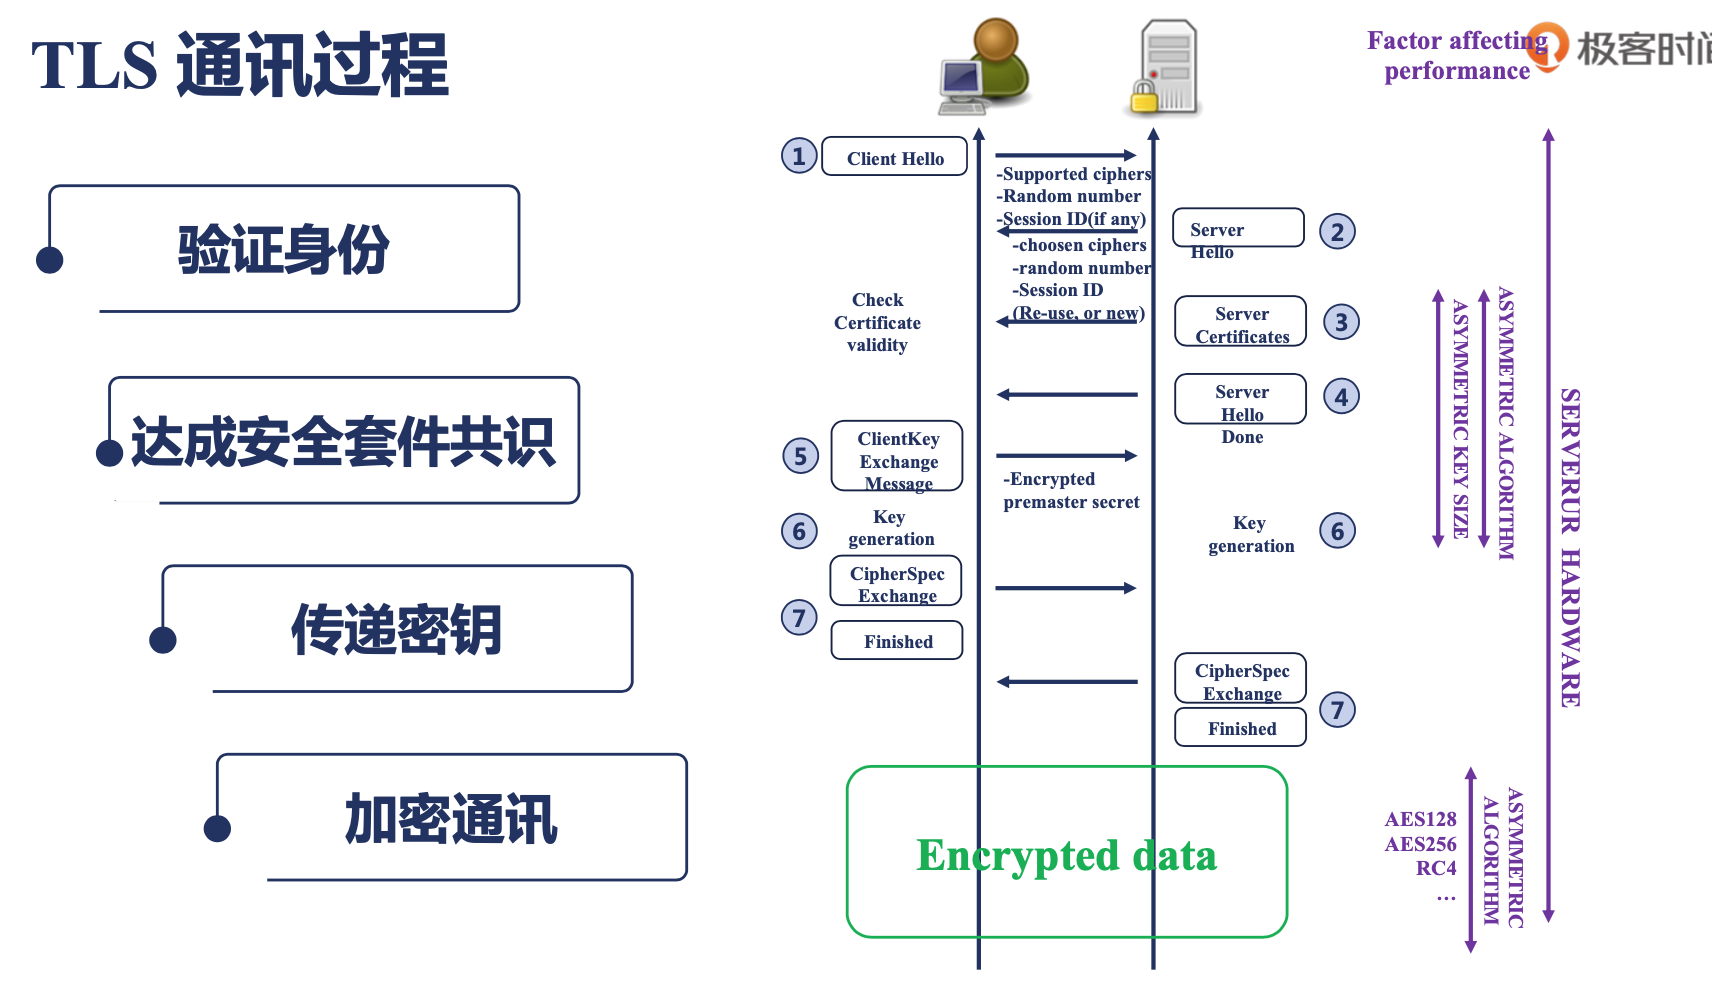 TLS 通讯过程
验证身份
达成安全套件共识
传递密钥
加密通讯
Factor affecting
performance
极客时间
1
Client Hello
-Supported ciphers
-Random number
-Session ID(if any)
Server
Hello
2
-choosen ciphers
-random number
-Session ID
(Re-use, or new)
Check
Certificate
validity
Server
Certificates
3
Server
Hello
Done
4
5
ClientKey
Exchange
Message
-Encrypted
premaster secret
6
Key
generation
Key
generation
6
CipherSpec
Exchange
7
Finished
CipherSpec
Exchange
7
Finished
Encrypted data
ASYMMETRIC KEY SIZE
ASYMMETRIC ALGORITHM
SERVERUR HARDWARE
AES128
AES256
RC4
...
ASYMMETRIC
ALGORITHM